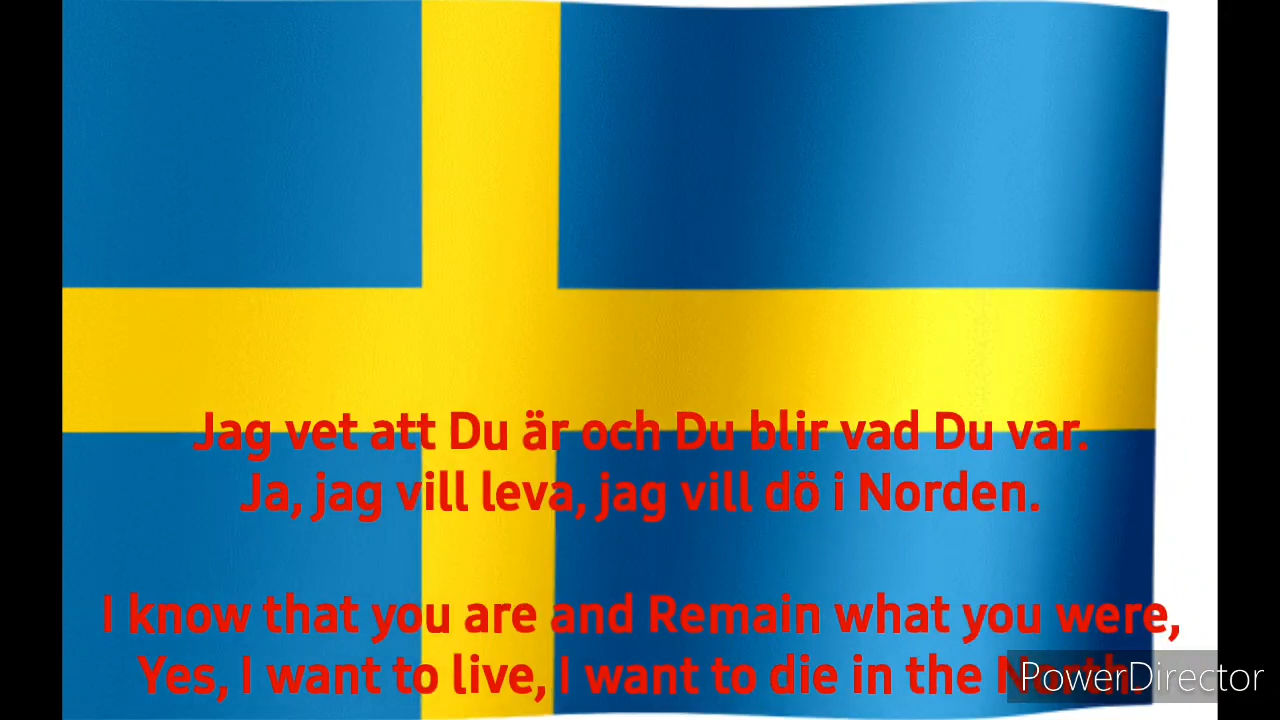 Jag vet att Du är och Du blir vad Du var.
Ja, jag vill leva, jag vill dö i Norden.
I know that you are and Remain what you were,
Yes, I want to live, I want to die in the North.
PowerDirector